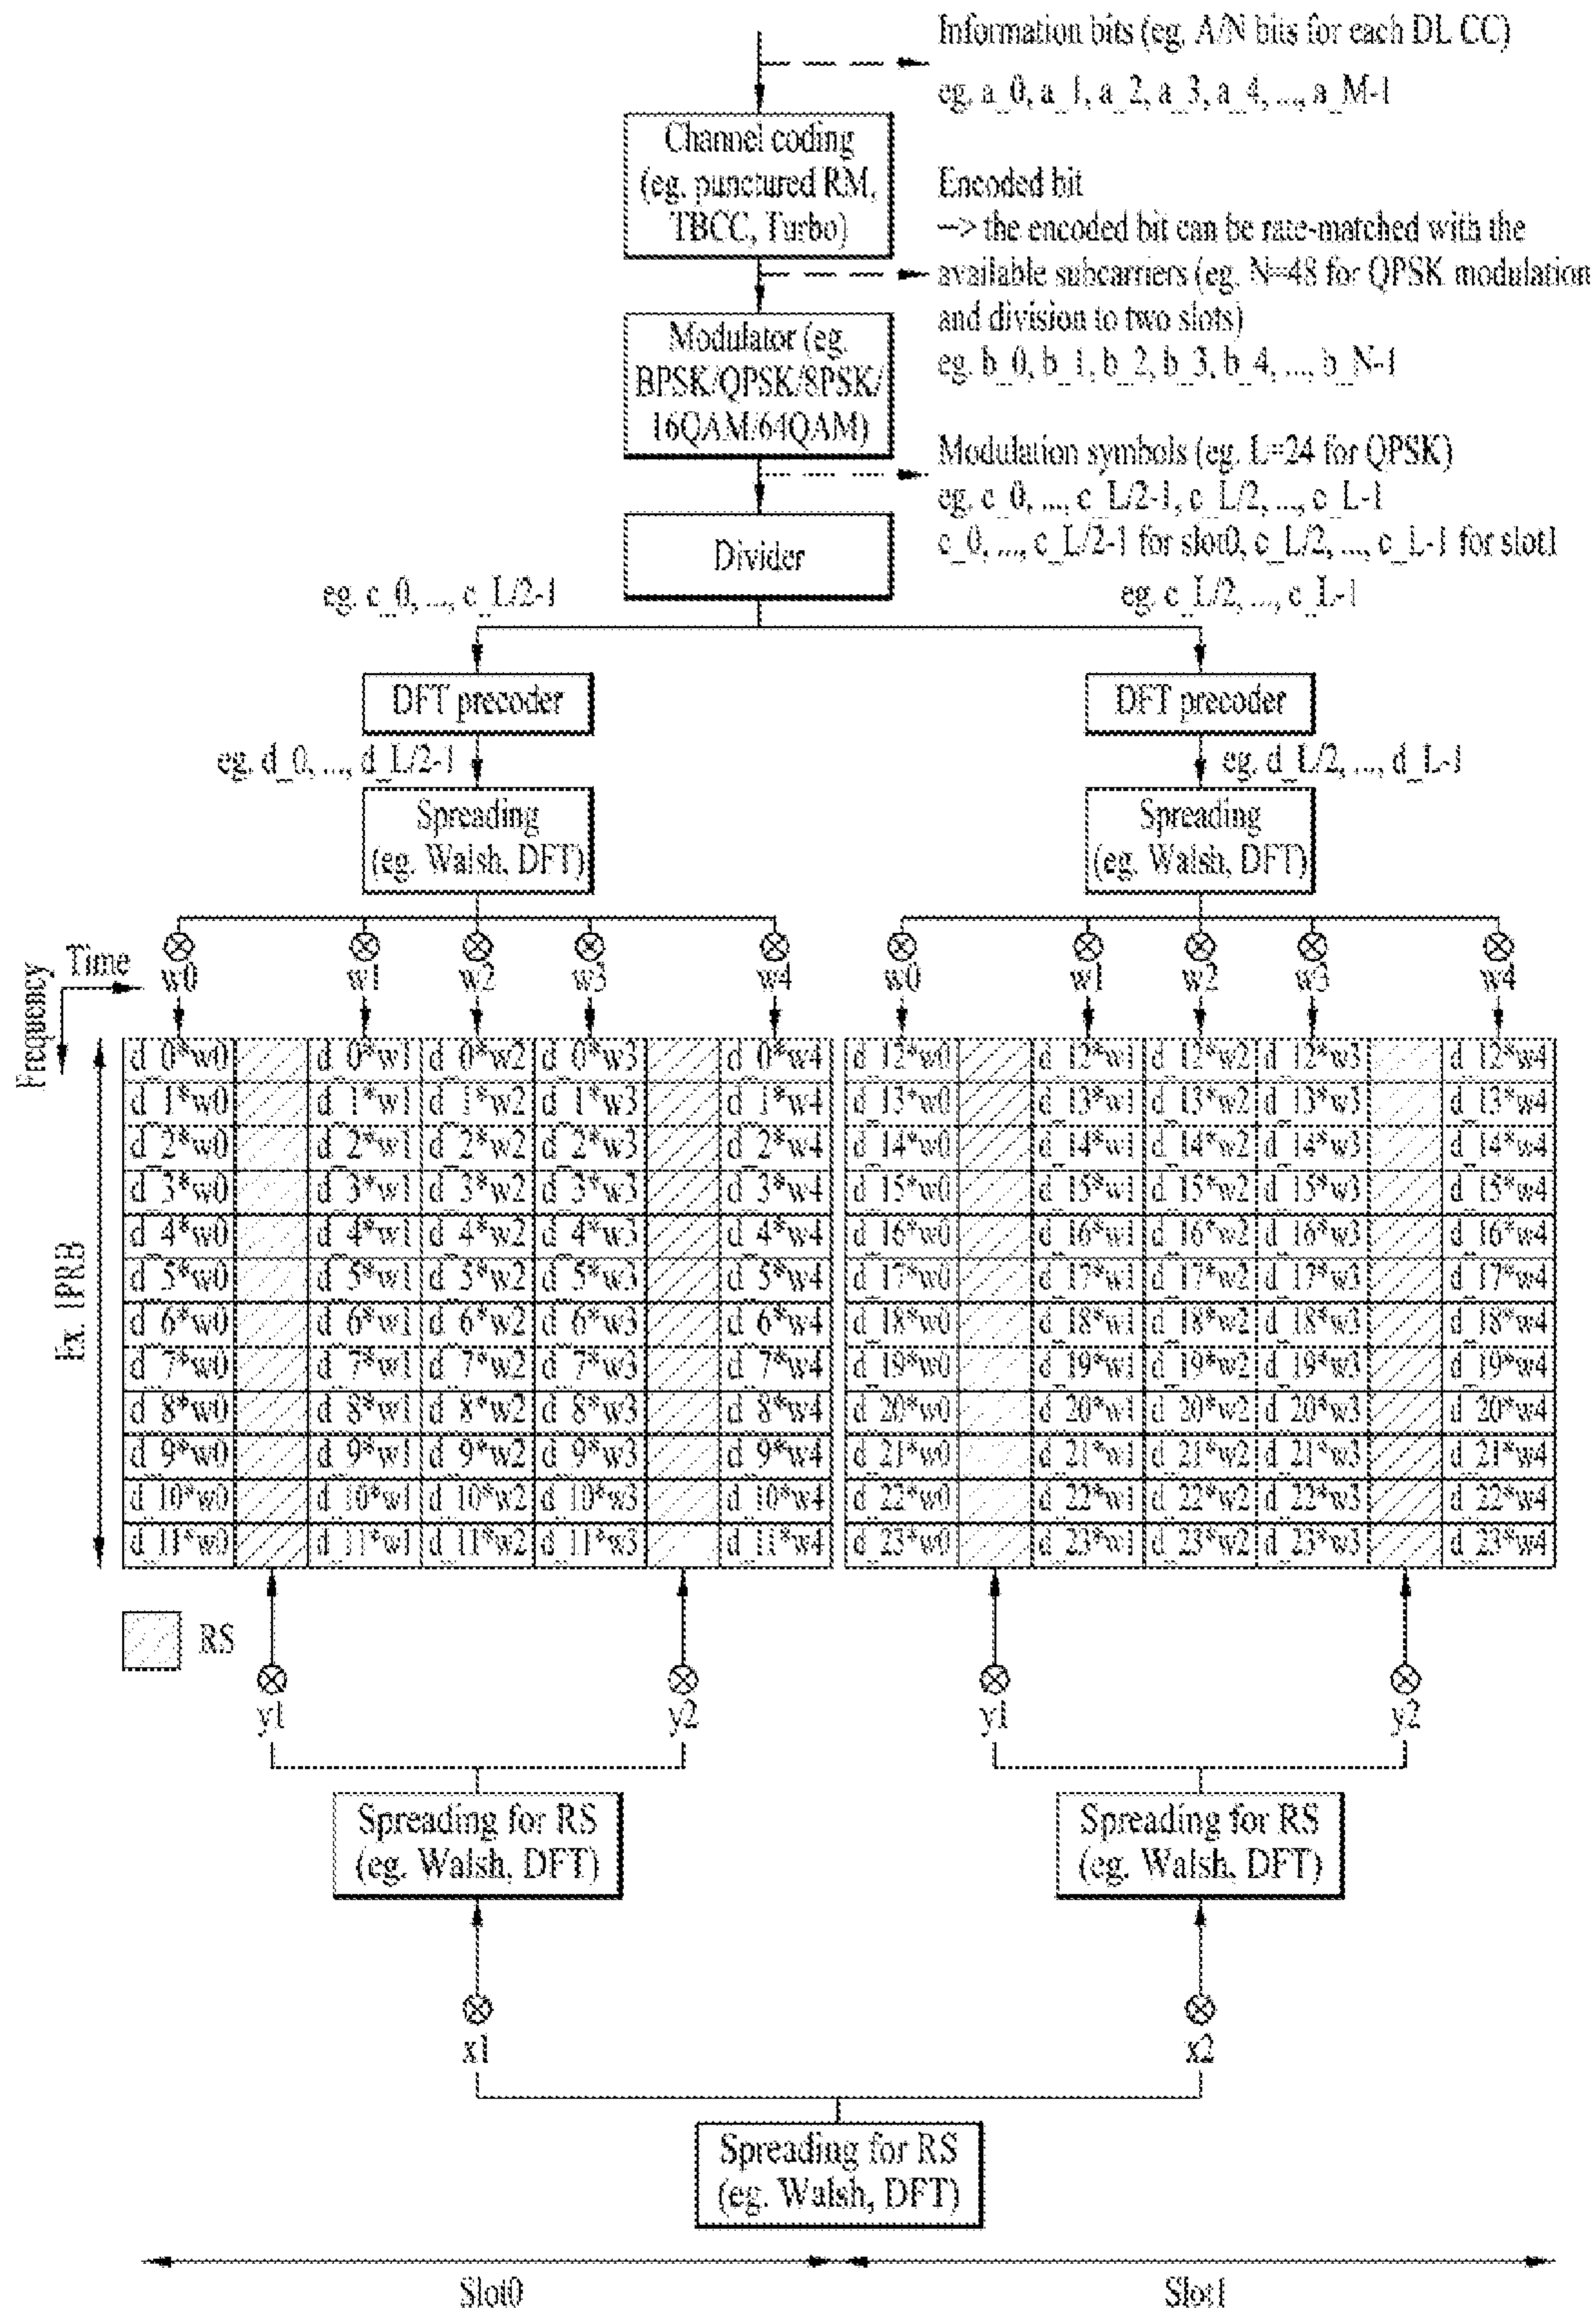 Information bits (eg. A/N bits for each DL CC)
eg. a_0, a_1, a_2, a_3, a_4, ..., a_M-1
Channel coding
(eg. punctured RM,
TBCC, Turbo)
Encoded bit
--> the encoded bit can be rate-matched with the
available subcarriers (eg. N=48 for QPSK modulation
and division to two slots)
eg. b_0, b_1, b_2, b_3, b_4, ..., b_N-1
Modulator (eg.
BPSK/QPSK/8PSK/
16QAM/64QAM)
Modulation symbols (eg. L=24 for QPSK)
eg. c_0, ..., c_L/2-1, c_L/2, ..., c_L-1
c_0, ..., c_L/2-1 for slot0, c_L/2, ..., c_L-1 for slot1
Divider
eg. c_0, ..., c_L/2-1
eg. c_L/2, ..., c_L-1
DFT precoder
DFT precoder
eg. d_0, ..., d_L/2-1
eg. d_L/2, ..., d_L-1
Spreading
(eg. Walsh, DFT)
Spreading
(eg. Walsh, DFT)
Time
Frequency
w0 w1 w2 w3 w4 w0 w1 w2 w3 w4
Ex. 1PRB
d_0*w0 d_0*w1 d_0*w2 d_0*w3 d_0*w4 d_12*w0 d_12*w1 d_12*w2 d_12*w3 d_12*w4
d_1*w0 d_1*w1 d_1*w2 d_1*w3 d_1*w4 d_13*w0 d_13*w1 d_13*w2 d_13*w3 d_13*w4
d_2*w0 d_2*w1 d_2*w2 d_2*w3 d_2*w4 d_14*w0 d_14*w1 d_14*w2 d_14*w3 d_14*w4
d_3*w0 d_3*w1 d_3*w2 d_3*w3 d_3*w4 d_15*w0 d_15*w1 d_15*w2 d_15*w3 d_15*w4
d_4*w0 d_4*w1 d_4*w2 d_4*w3 d_4*w4 d_16*w0 d_16*w1 d_16*w2 d_16*w3 d_16*w4
d_5*w0 d_5*w1 d_5*w2 d_5*w3 d_5*w4 d_17*w0 d_17*w1 d_17*w2 d_17*w3 d_17*w4
d_6*w0 d_6*w1 d_6*w2 d_6*w3 d_6*w4 d_18*w0 d_18*w1 d_18*w2 d_18*w3 d_18*w4
d_7*w0 d_7*w1 d_7*w2 d_7*w3 d_7*w4 d_19*w0 d_19*w1 d_19*w2 d_19*w3 d_19*w4
d_8*w0 d_8*w1 d_8*w2 d_8*w3 d_8*w4 d_20*w0 d_20*w1 d_20*w2 d_20*w3 d_20*w4
d_9*w0 d_9*w1 d_9*w2 d_9*w3 d_9*w4 d_21*w0 d_21*w1 d_21*w2 d_21*w3 d_21*w4
d_10*w0 d_10*w1 d_10*w2 d_10*w3 d_10*w4 d_22*w0 d_22*w1 d_22*w2 d_22*w3 d_22*w4
d_11*w0 d_11*w1 d_11*w2 d_11*w3 d_11*w4 d_23*w0 d_23*w1 d_23*w2 d_23*w3 d_23*w4
RS
y1 y2 y1 y2
Spreading for RS
(eg. Walsh, DFT)
Spreading for RS
(eg. Walsh, DFT)
x1 x2
Spreading for RS
(eg. Walsh, DFT)
Slot0 Slot1